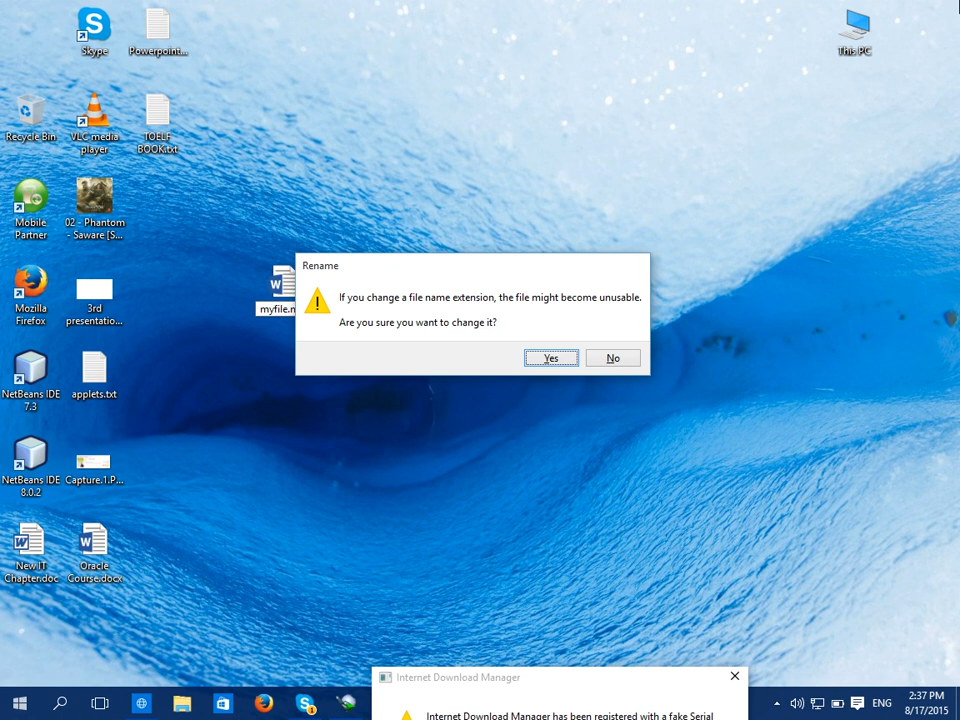 Skype
Powerpoint...
This PC
Recycle Bin
VLC media
player
TOELF
BOOK.txt
Mobile
Partner
02 - Phantom
- Saware [S...
Mozilla
Firefox
3rd
presentatio...
myfile.m
Rename
If you change a file name extension, the file might become unusable.
Are you sure you want to change it?
Yes
No
NetBeans IDE
7.3
applets.txt
NetBeans IDE
8.0.2
Capture.1.P...
New IT
Chapter.doc
Oracle
Course.docx
Internet Download Manager
Internet Download Manager has been registered with a fake Serial
ENG
2:37 PM
8/17/2015